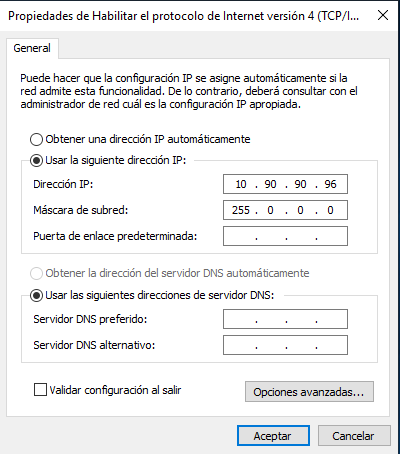 Propiedades de Habilitar el protocolo de Internet versión 4 (TCP/I...
General
Puede hacer que la configuración IP se asigne automáticamente si la
red admite esta funcionalidad. De lo contrario, deberá consultar con el
administrador de red cuál es la configuración IP apropiada.
Obtener una dirección IP automáticamente
Usar la siguiente dirección IP:
Dirección IP: 10 . 90 . 90 . 96
Máscara de subred: 255 . 0 . 0 . 0
Puerta de enlace predeterminada: . . .
Obtener la dirección del servidor DNS automáticamente
Usar las siguientes direcciones de servidor DNS:
Servidor DNS preferido: . . .
Servidor DNS alternativo: . . .
Validar configuración al salir
Opciones avanzadas...
Aceptar Cancelar